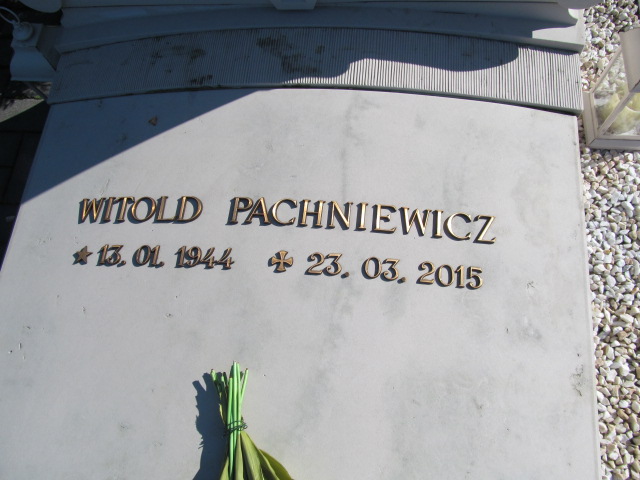 WITOLD PACHNIEWICZ
★ 13. 01. 1944 ✠ 23. 03. 2015